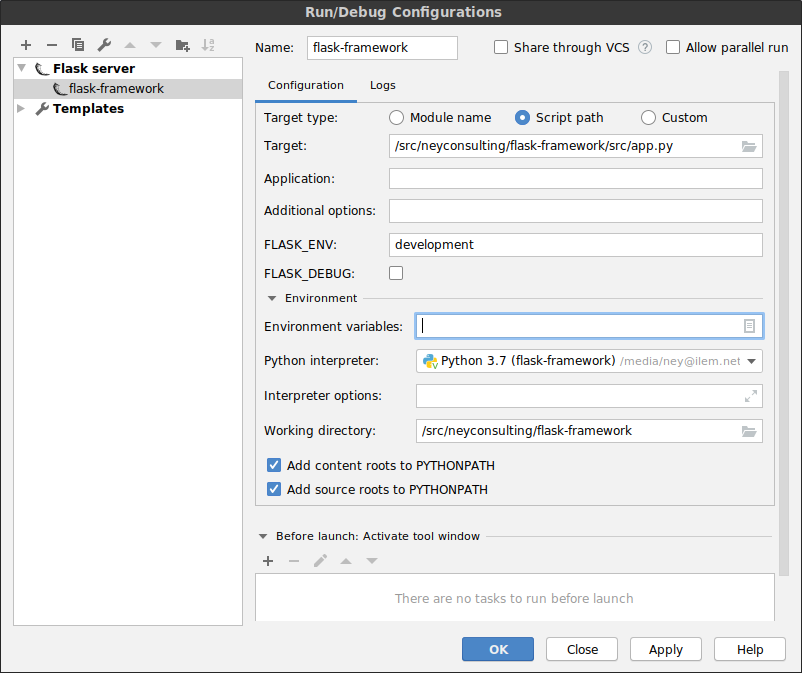 Run/Debug Configurations
Name: flask-framework Share through VCS ? Allow parallel run
Flask server
flask-framework
Templates
Configuration Logs
Target type: Module name Script path Custom
Target: /src/neyconsulting/flask-framework/src/app.py
Application:
Additional options:
FLASK_ENV: development
FLASK_DEBUG:
Environment
Environment variables:
Python interpreter: Python 3.7 (flask-framework) /media/ney@ilem.net
Interpreter options:
Working directory: /src/neyconsulting/flask-framework
Add content roots to PYTHONPATH
Add source roots to PYTHONPATH
Before launch: Activate tool window
There are no tasks to run before launch
OK Close Apply Help